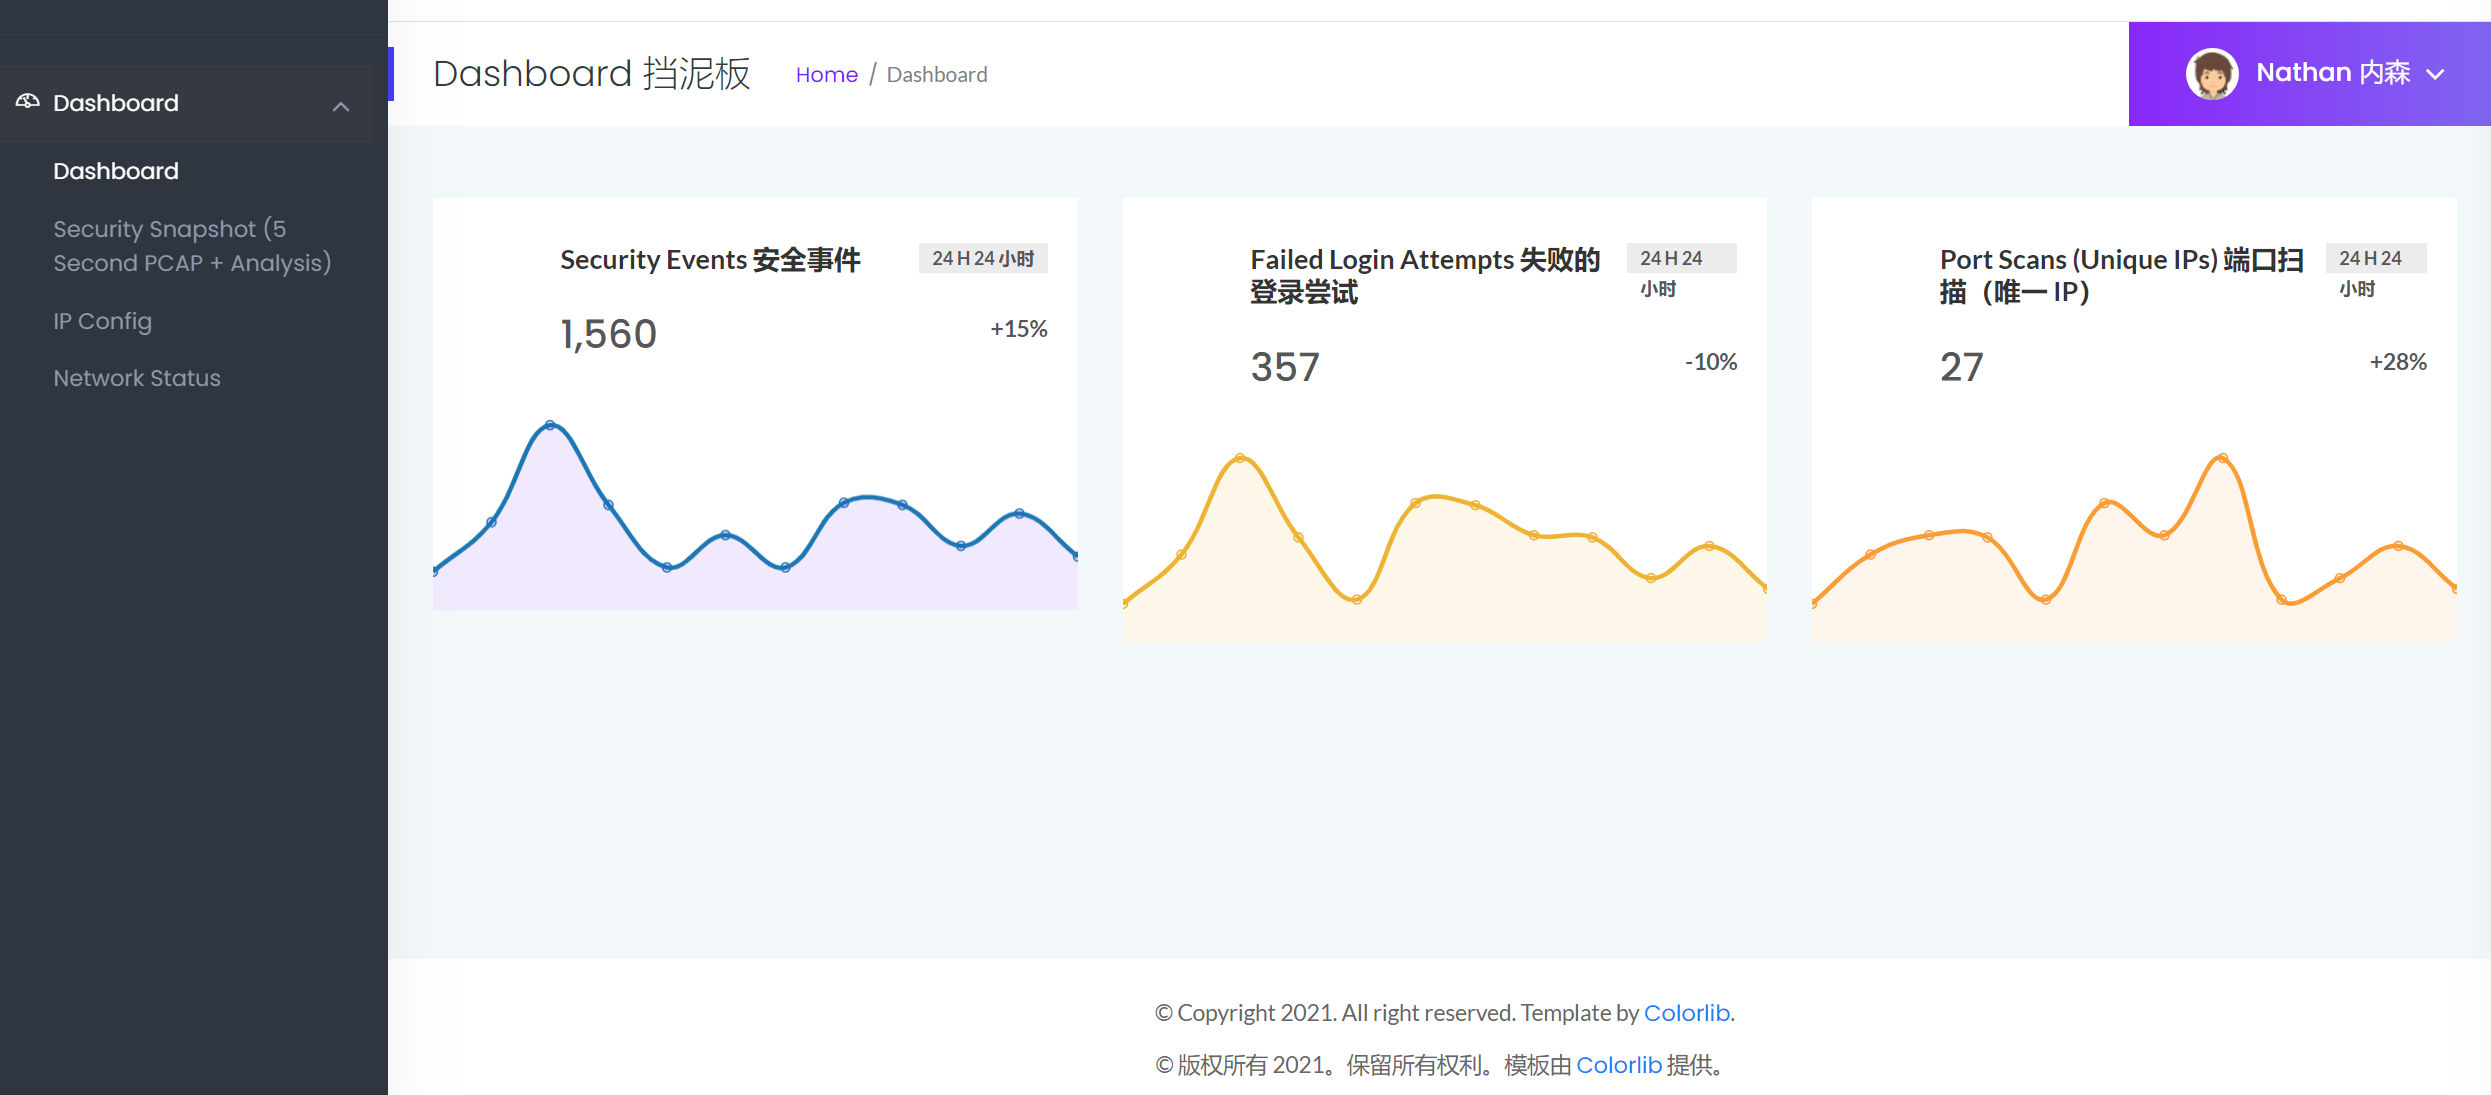 Dashboard
Dashboard
Security Snapshot (5
Second PCAP + Analysis)
IP Config
Network Status
Dashboard 挡泥板
Home / Dashboard
Nathan 内森
Security Events 安全事件
24 H 24 小时
1,560
+15%
Failed Login Attempts 失败的
登录尝试
24 H 24
小时
357
-10%
Port Scans (Unique IPs) 端口扫
描（唯一 IP）
24 H 24
小时
27
+28%
© Copyright 2021. All right reserved. Template by Colorlib.
© 版权所有 2021。保留所有权利。模板由 Colorlib 提供。